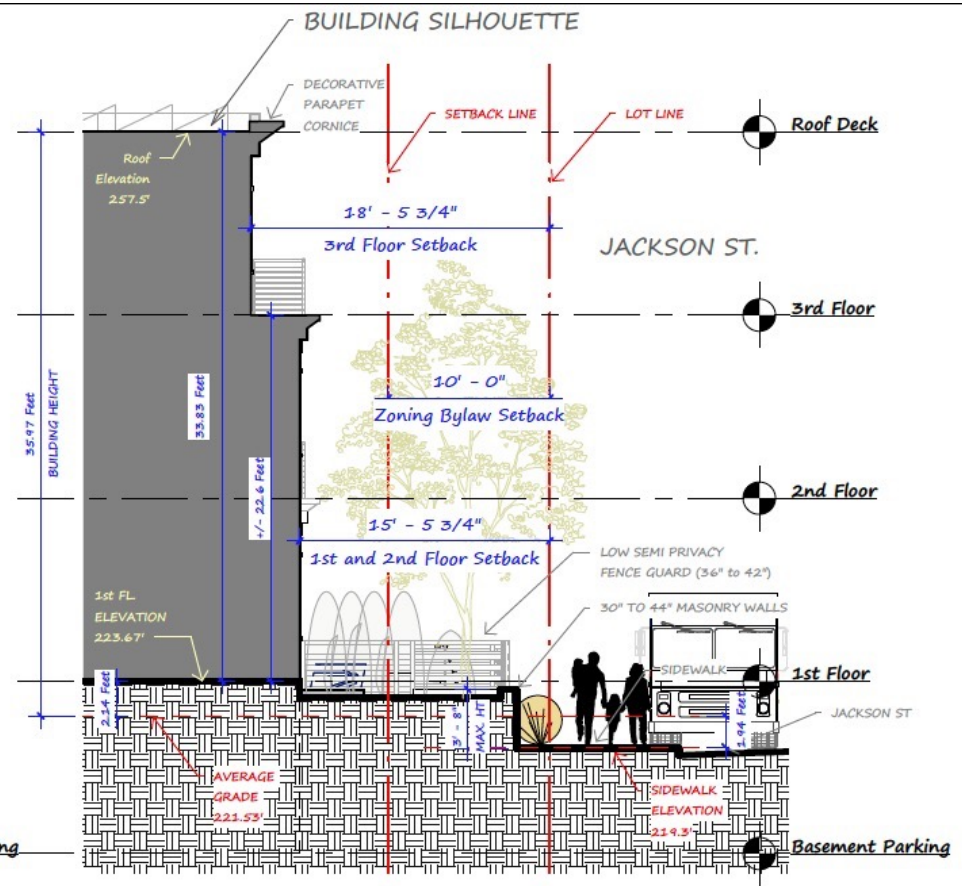 BUILDING SILHOUETTE
DECORATIVE
PARAPET
CORNICE
SETBACK LINE
LOT LINE
Roof Deck
Roof
Elevation
257.5'
18' - 5 3/4"
3rd Floor Setback
JACKSON ST.
3rd Floor
10' - 0"
Zoning Bylaw Setback
35.97 Feet
BUILDING HEIGHT
33.83 Feet
+/- 22.6 Feet
2nd Floor
15' - 5 3/4"
1st and 2nd Floor Setback
LOW SEMI PRIVACY
FENCE GUARD (36" to 42")
1st FL.
ELEVATION
223.67'
30" TO 44" MASONRY WALLS
SIDEWALK
1st Floor
2.14 Feet
3' - 8"
MAX. HT
1.94 Feet
JACKSON ST
AVERAGE
GRADE
221.53'
SIDEWALK
ELEVATION
219.3'
ng
Basement Parking